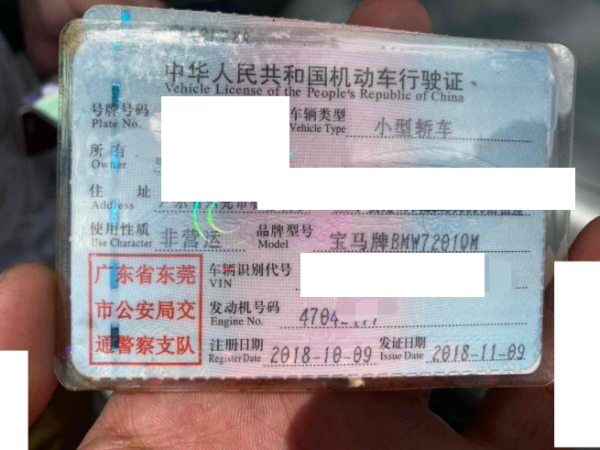 中华人民共和国机动车行驶证
Vehicle License of the People's Republic of China
号牌号码
Plate No.
车辆类型 小型轿车
Vehicle Type
所有
Owner
住 址
Address
使用性质 非营运
Use Character
品牌型号 宝马牌BMW7201QM
Model
广东省东莞
市公安局交
通警察支队
车辆识别代号
VIN
发动机号码 4704
Engine No.
注册日期 2018-10-09
Register Date
发证日期 2018-11-09
Issue Date